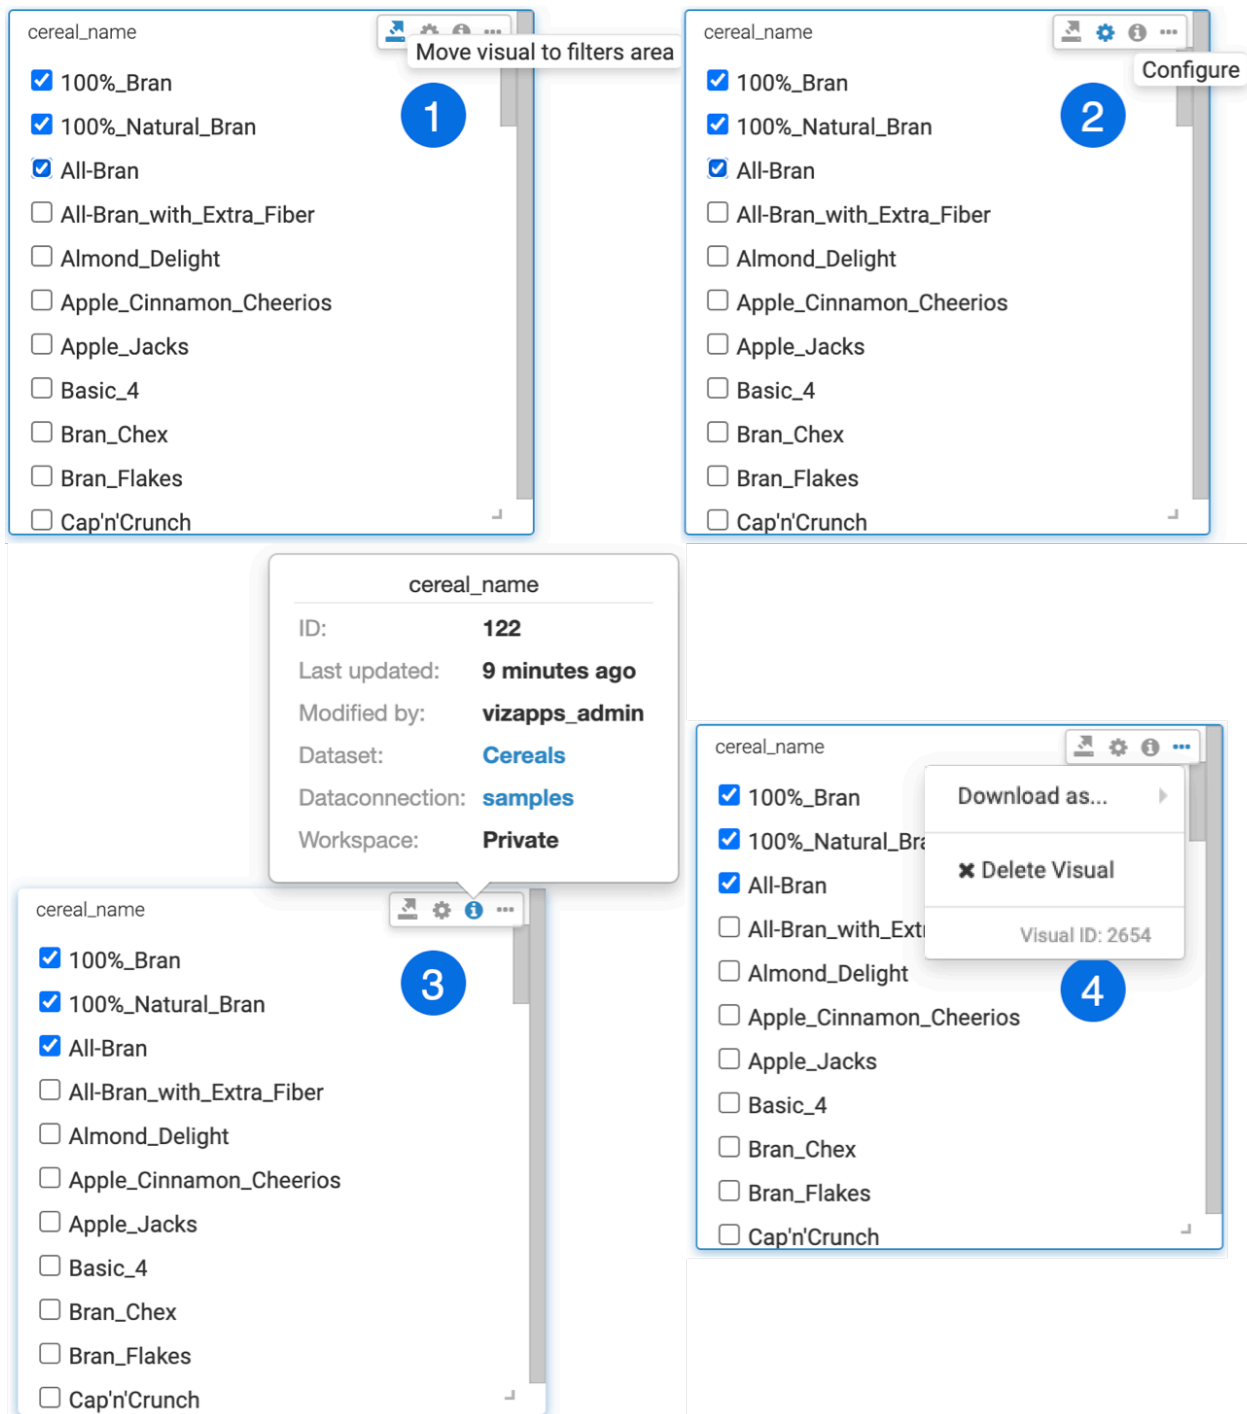 cereal_name
Move visual to filters area
100%_Bran
1
100%_Natural_Bran
All-Bran
All-Bran_with_Extra_Fiber
Almond_Delight
Apple_Cinnamon_Cheerios
Apple_Jacks
Basic_4
Bran_Chex
Bran_Flakes
Cap'n'Crunch
cereal_name
Configure
100%_Bran
2
100%_Natural_Bran
All-Bran
All-Bran_with_Extra_Fiber
Almond_Delight
Apple_Cinnamon_Cheerios
Apple_Jacks
Basic_4
Bran_Chex
Bran_Flakes
Cap'n'Crunch
cereal_name
ID: 122
Last updated: 9 minutes ago
Modified by: vizapps_admin
Dataset: Cereals
Dataconnection: samples
Workspace: Private
cereal_name
100%_Bran
3
100%_Natural_Bran
All-Bran
All-Bran_with_Extra_Fiber
Almond_Delight
Apple_Cinnamon_Cheerios
Apple_Jacks
Basic_4
Bran_Chex
Bran_Flakes
Cap'n'Crunch
cereal_name
Download as...
Delete Visual
Visual ID: 2654
100%_Bran
100%_Natural_Bra
All-Bran
All-Bran_with_Ext
4
Almond_Delight
Apple_Cinnamon_Cheerios
Apple_Jacks
Basic_4
Bran_Chex
Bran_Flakes
Cap'n'Crunch